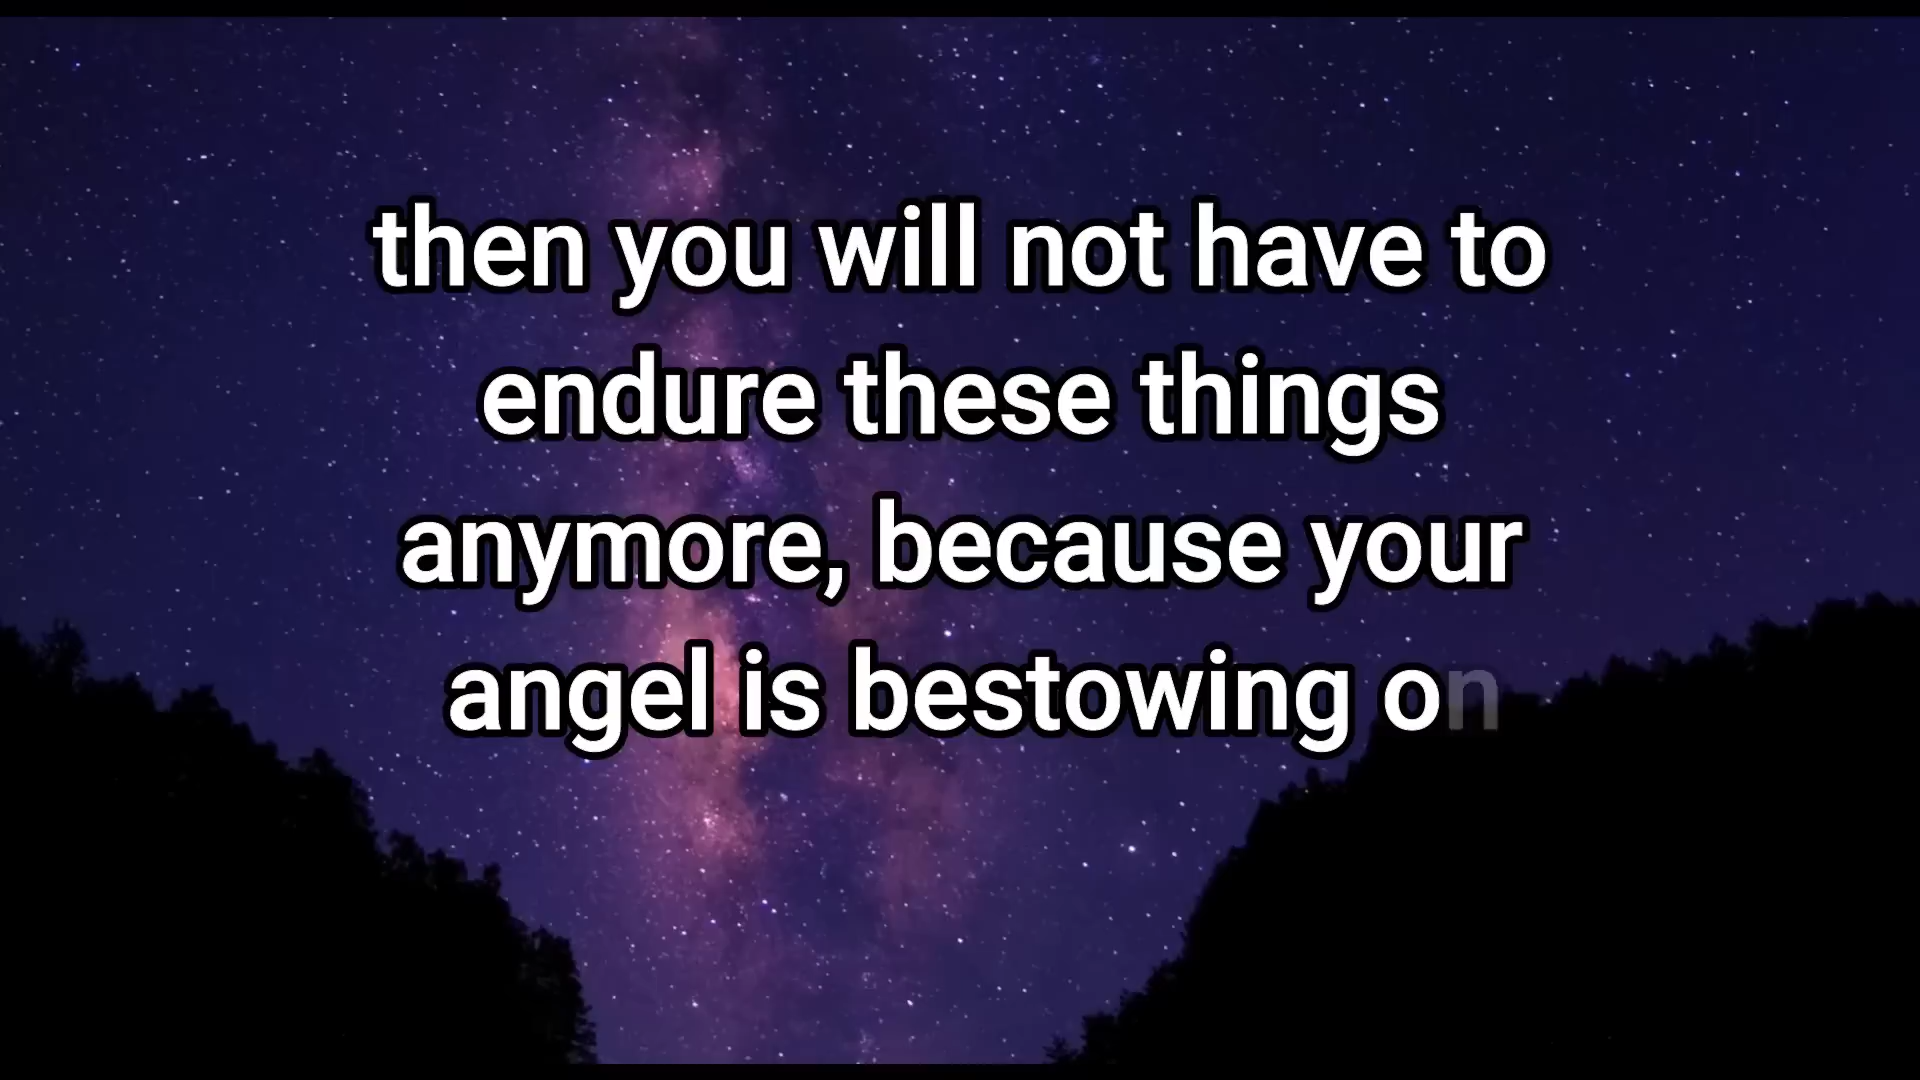 then you will not have to
endure these things
anymore, because your
angel is bestowing on